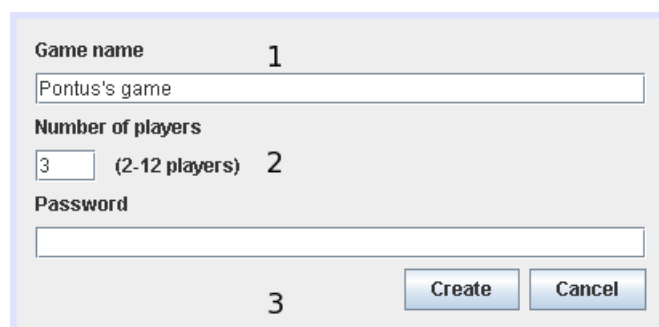 Game name 1
Pontus's game
Number of players
3 (2-12 players) 2
Password
Create Cancel
3